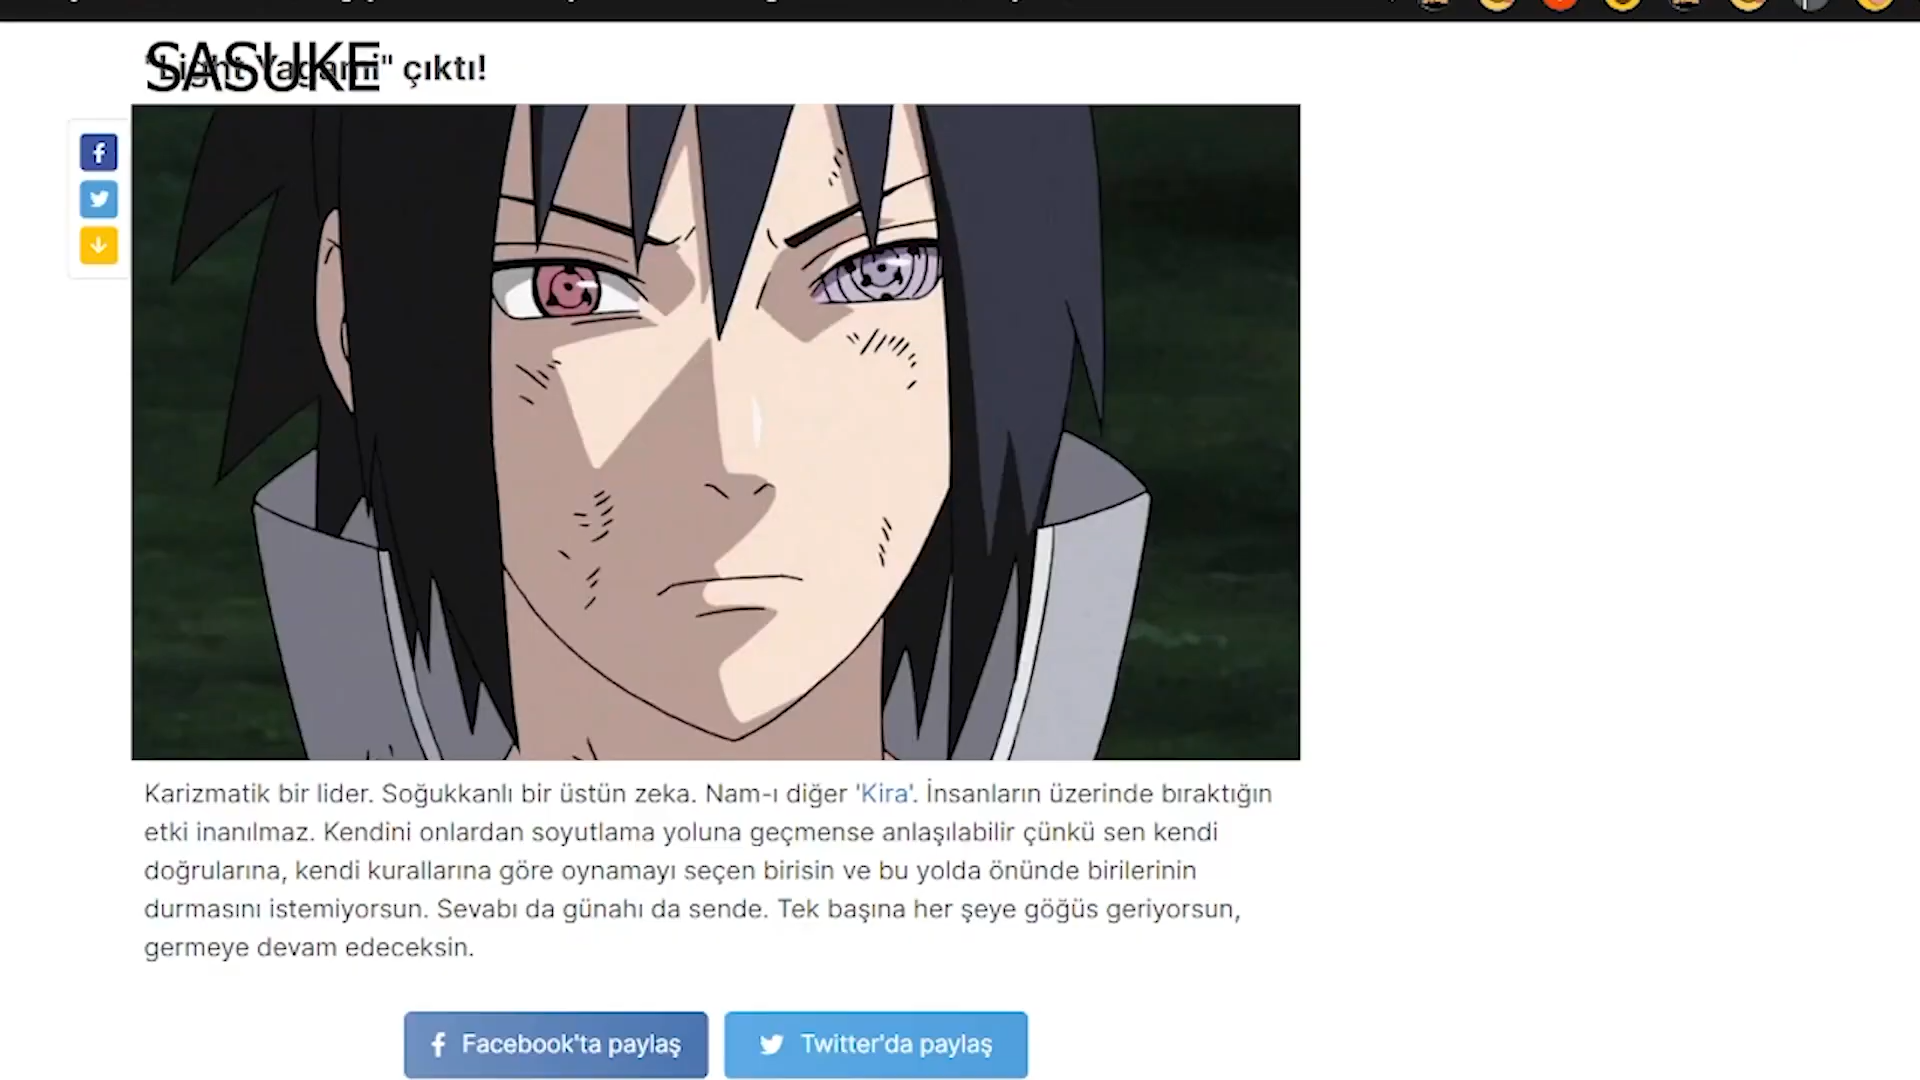 SASUKE
"Light Yagami" çıktı!
Karizmatik bir lider. Soğukkanlı bir üstün zeka. Nam-ı diğer 'Kira'. İnsanların üzerinde bıraktığın
etki inanılmaz. Kendini onlardan soyutlama yoluna geçmense anlaşılabilir çünkü sen kendi
doğrularına, kendi kurallarına göre oynamayı seçen birisin ve bu yolda önünde birilerinin
durmasını istemiyorsun. Sevabı da günahı da sende. Tek başına her şeye göğüs geriyorsun,
germeye devam edeceksin.
Facebook'ta paylaş
Twitter'da paylaş